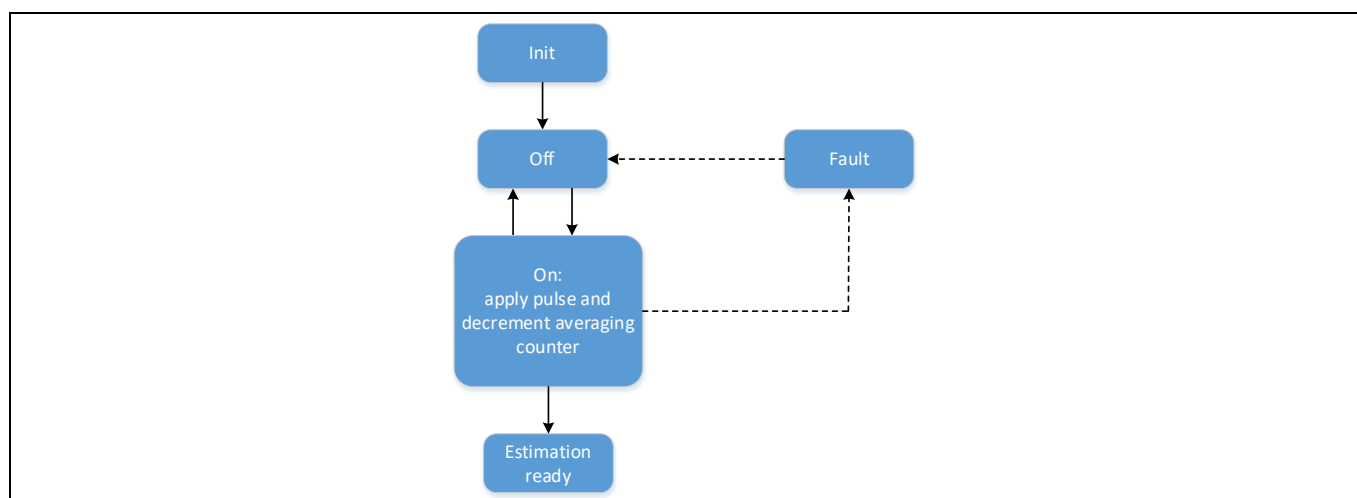 Init
Off
Fault
On:
apply pulse and
decrement averaging
counter
Estimation
ready